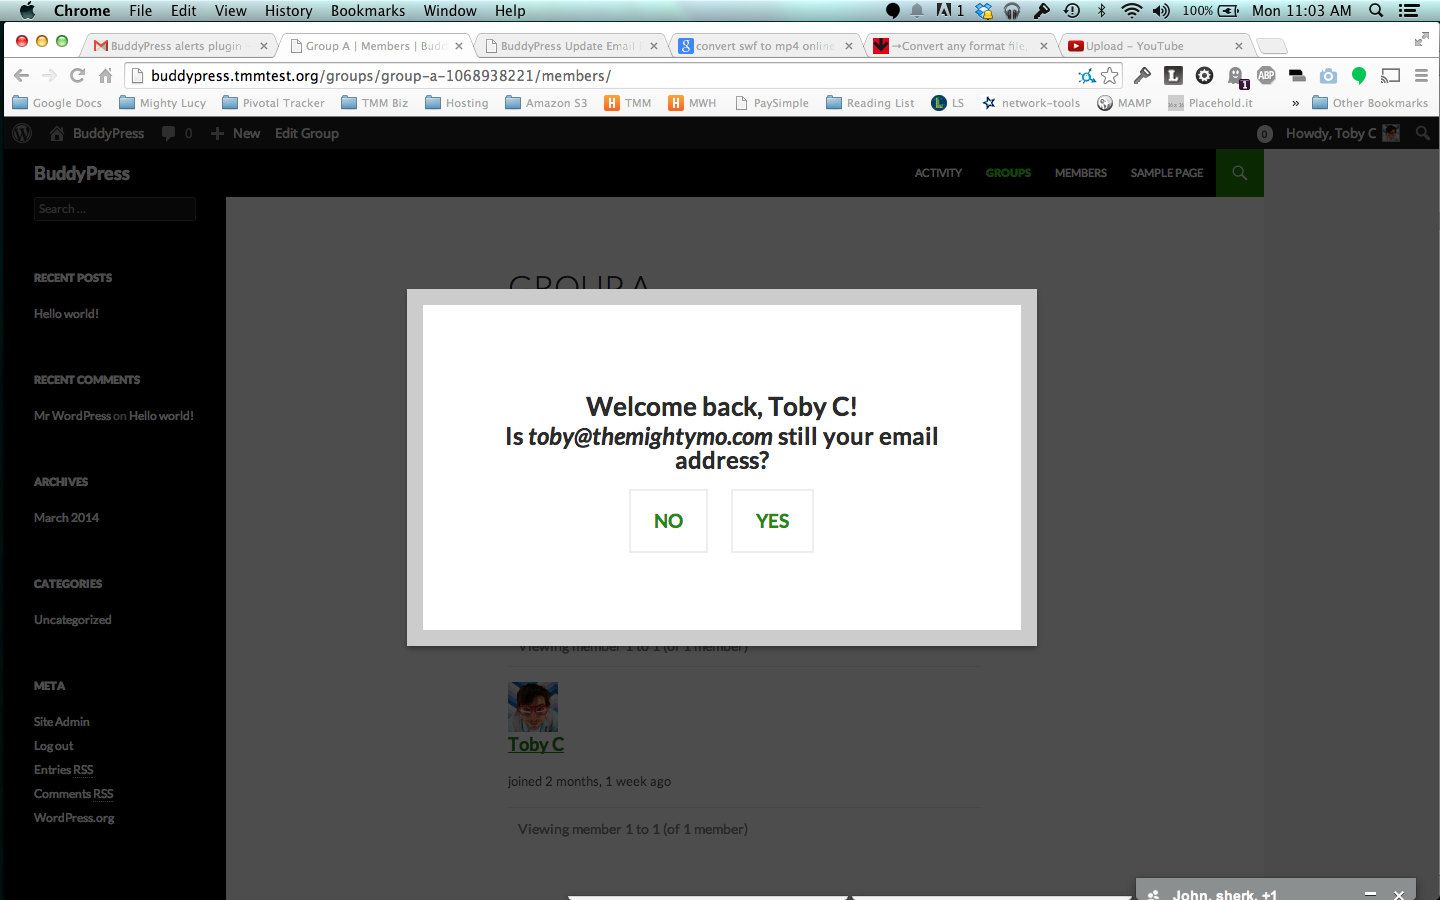 Chrome File Edit View History Bookmarks Window Help
1 100% Mon 11:03 AM
BuddyPress alerts plugin
Group A | Members | Budd
BuddyPress Update Email
convert swf to mp4 online
→Convert any format file,
Upload – YouTube
buddypress.tmmtest.org/groups/group-a-1068938221/members/
L ABP 1
Google Docs Mighty Lucy Pivotal Tracker TMM Biz Hosting Amazon S3 TMM MWH PaySimple Reading List LS network-tools MAMP Placehold.it » Other Bookmarks
BuddyPress 0 New Edit Group 0 Howdy, Toby C
BuddyPress
ACTIVITY GROUPS MEMBERS SAMPLE PAGE
Search ...
RECENT POSTS
Hello world!
RECENT COMMENTS
Mr WordPress on Hello world!
ARCHIVES
March 2014
CATEGORIES
Uncategorized
META
Site Admin
Log out
Entries RSS
Comments RSS
WordPress.org
GROUP A
Welcome back, Toby C!
Is toby@themightymo.com still your email
address?
NO YES
Viewing member 1 to 1 (of 1 member)
Toby C
joined 2 months, 1 week ago
Viewing member 1 to 1 (of 1 member)
John, sherk, +1